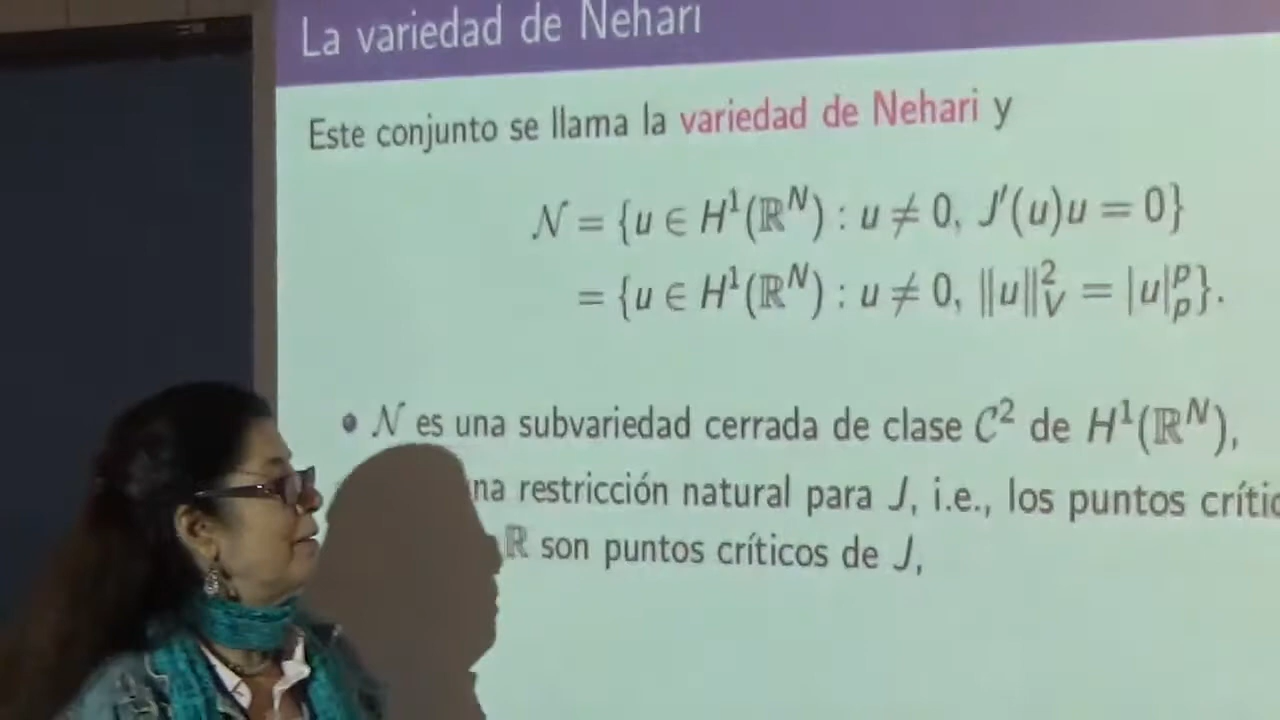 La variedad de Nehari
Este conjunto se llama la variedad de Nehari y
𝒩 = {u ∈ H¹(ℝᴺ) : u ≠ 0, J′(u)u = 0}
= {u ∈ H¹(ℝᴺ) : u ≠ 0, ‖u‖²_V = |u|ᵖ_p}.
• 𝒩 es una subvariedad cerrada de clase 𝒞² de H¹(ℝᴺ),
restricción natural para J, i.e., los puntos
ℝ son puntos críticos de J,